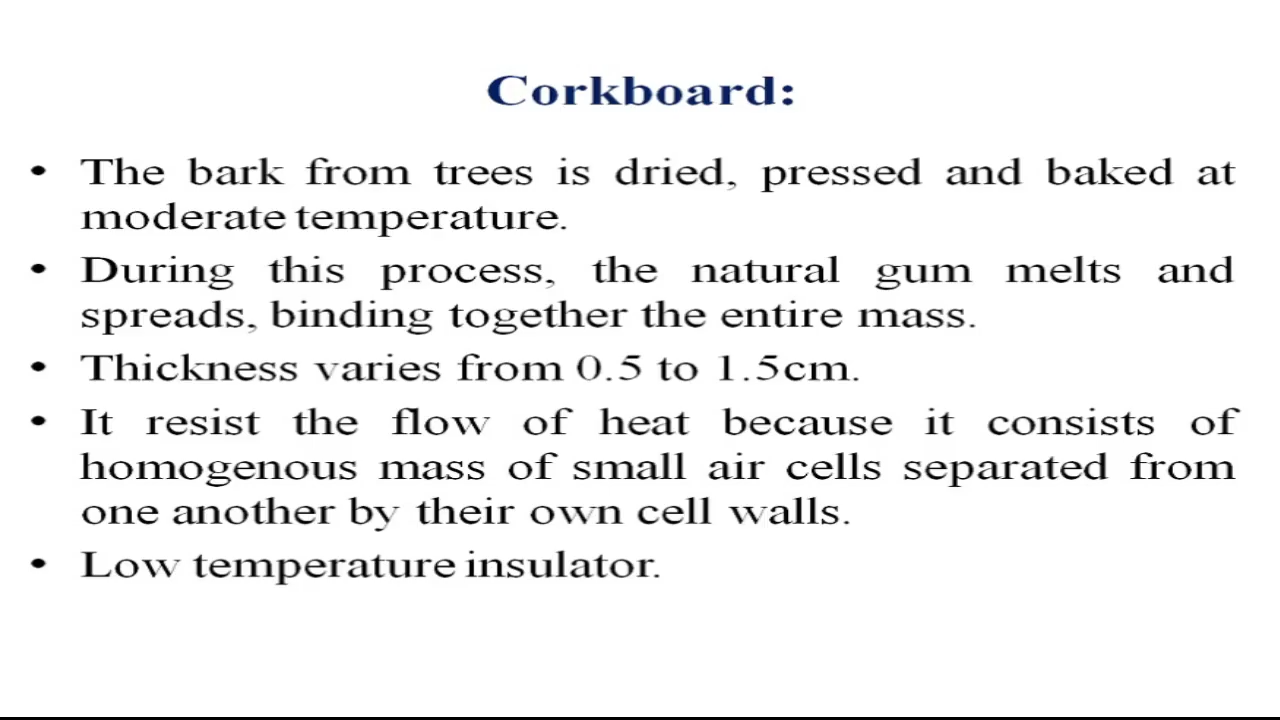 Corkboard:
• The bark from trees is dried, pressed and baked at
moderate temperature.
• During this process, the natural gum melts and
spreads, binding together the entire mass.
• Thickness varies from 0.5 to 1.5cm.
• It resist the flow of heat because it consists of
homogenous mass of small air cells separated from
one another by their own cell walls.
• Low temperature insulator.